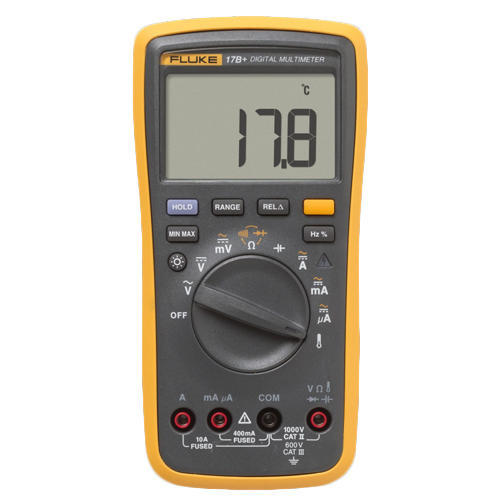 FLUKE 17B+ DIGITAL MULTIMETER
°C
17.8
HOLD RANGE REL△
MIN MAX Hz %
mV Ω
V A
V mA
OFF μA
A mA μA COM V Ω
10A FUSED 400mA FUSED 1000V CAT II
600V CAT III